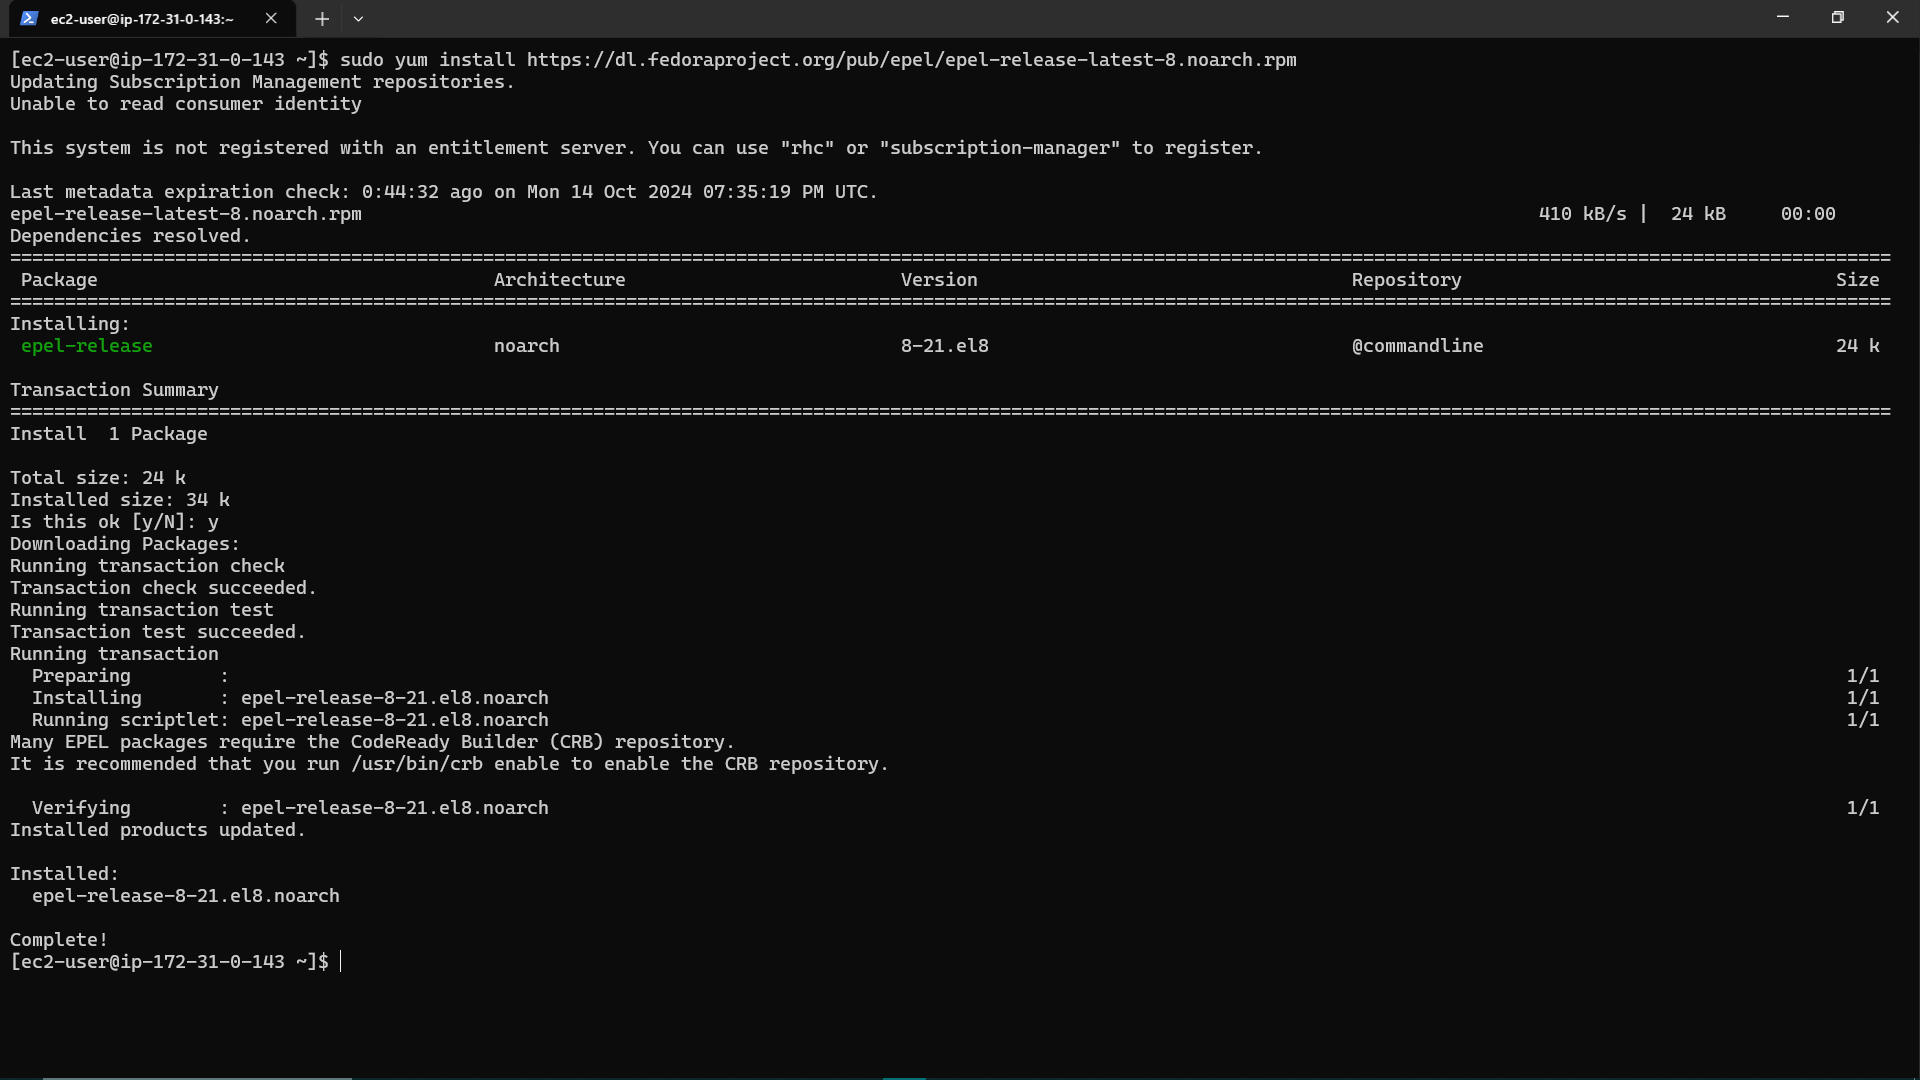 ec2-user@ip-172-31-0-143:~
[ec2-user@ip-172-31-0-143 ~]$ sudo yum install https://dl.fedoraproject.org/pub/epel/epel-release-latest-8.noarch.rpm
Updating Subscription Management repositories.
Unable to read consumer identity
This system is not registered with an entitlement server. You can use "rhc" or "subscription-manager" to register.
Last metadata expiration check: 0:44:32 ago on Mon 14 Oct 2024 07:35:19 PM UTC.
epel-release-latest-8.noarch.rpm 410 kB/s | 24 kB 00:00
Dependencies resolved.
================================================================================
Package Architecture Version Repository Size
================================================================================
Installing:
epel-release noarch 8-21.el8 @commandline 24 k
Transaction Summary
================================================================================
Install 1 Package
Total size: 24 k
Installed size: 34 k
Is this ok [y/N]: y
Downloading Packages:
Running transaction check
Transaction check succeeded.
Running transaction test
Transaction test succeeded.
Running transaction
Preparing : 1/1
Installing : epel-release-8-21.el8.noarch 1/1
Running scriptlet: epel-release-8-21.el8.noarch 1/1
Many EPEL packages require the CodeReady Builder (CRB) repository.
It is recommended that you run /usr/bin/crb enable to enable the CRB repository.
Verifying : epel-release-8-21.el8.noarch 1/1
Installed products updated.
Installed:
epel-release-8-21.el8.noarch
Complete!
[ec2-user@ip-172-31-0-143 ~]$